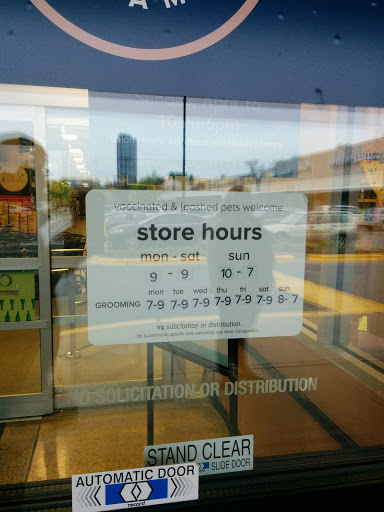 A M
vaccinated & leashed pets welcome
store hours
mon - sat sun
9 - 9 10 - 7
mon tue wed thu fri sat sun
GROOMING 7-9 7-9 7-9 7-9 7-9 7-9 8-7
no solicitation or distribution.
NO SOLICITATION OR DISTRIBUTION
STAND CLEAR
SLIDE DOOR
AUTOMATIC DOOR
record